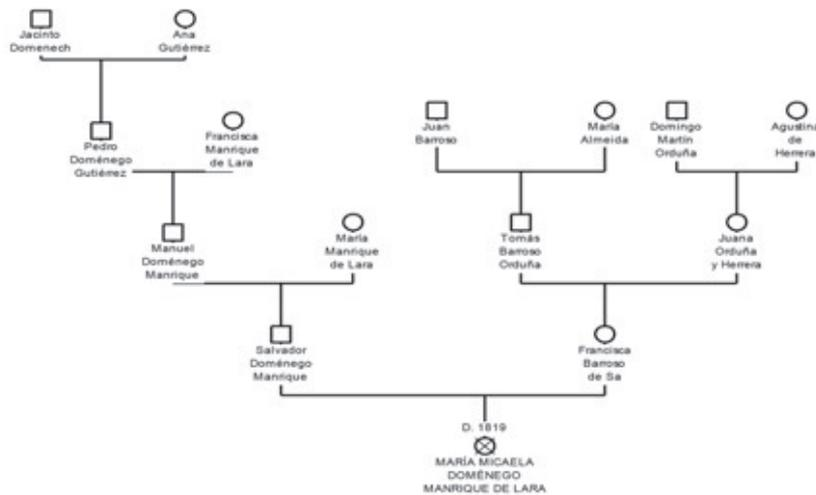 Jacinto
Domenech
Ana
Gutiérrez
Pedro
Doménego
Gutiérrez
Francisca
Manrique
de Lara
Juan
Barroso
María
Almeida
Domingo
Martín
Orduña
Agustina
de
Herrera
Manuel
Doménego
Manrique
María
Manrique
de Lara
Tomás
Barroso
Orduña
Juana
Orduña
y Herrera
Salvador
Doménego
Manrique
Francisca
Barroso
de Sa
D. 1819
MARÍA MICAELA
DOMÉNEGO
MANRIQUE DE LARA